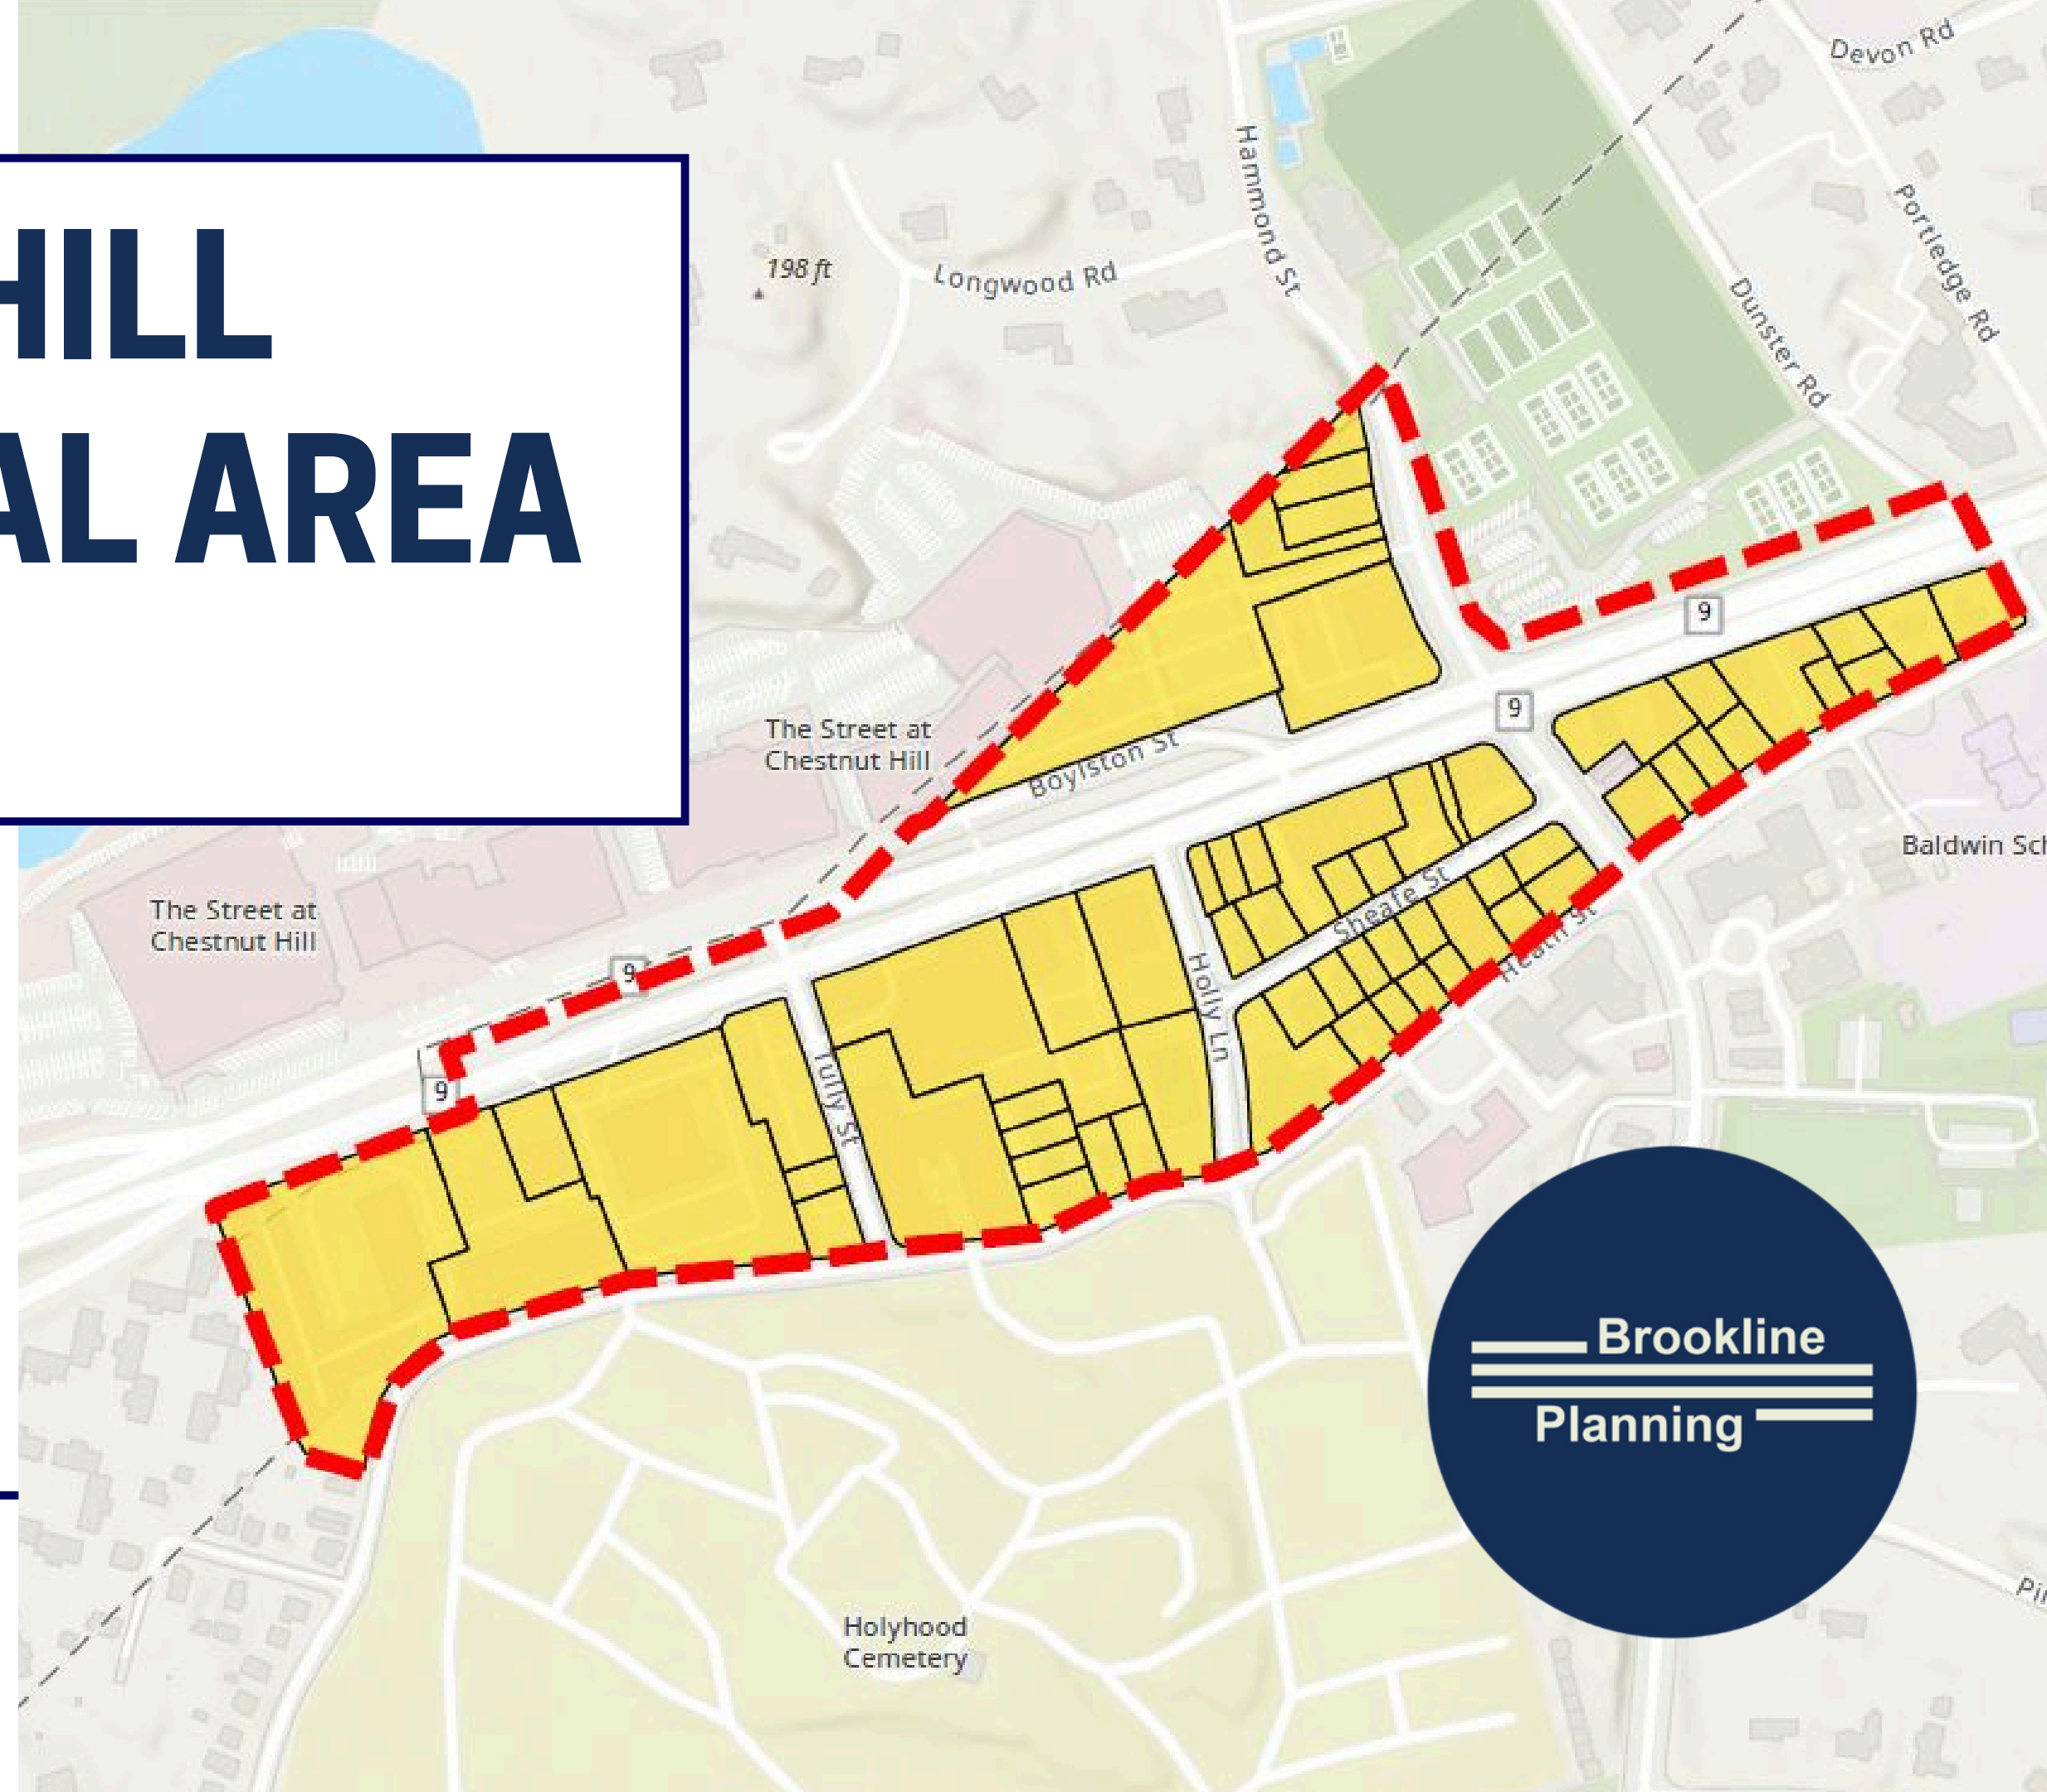 HILL
AL AREA
Devon Rd
Hammond St
Portledge Rd
198 ft
Longwood Rd
Dunster Rd
9
9
The Street at
Chestnut Hill
Boylston St
Baldwin Sch
Sheafe St
The Street at
Chestnut Hill
Heath St
9
Holly Ln
Tully St
9
Brookline
Planning
Holyhood
Cemetery
Pin